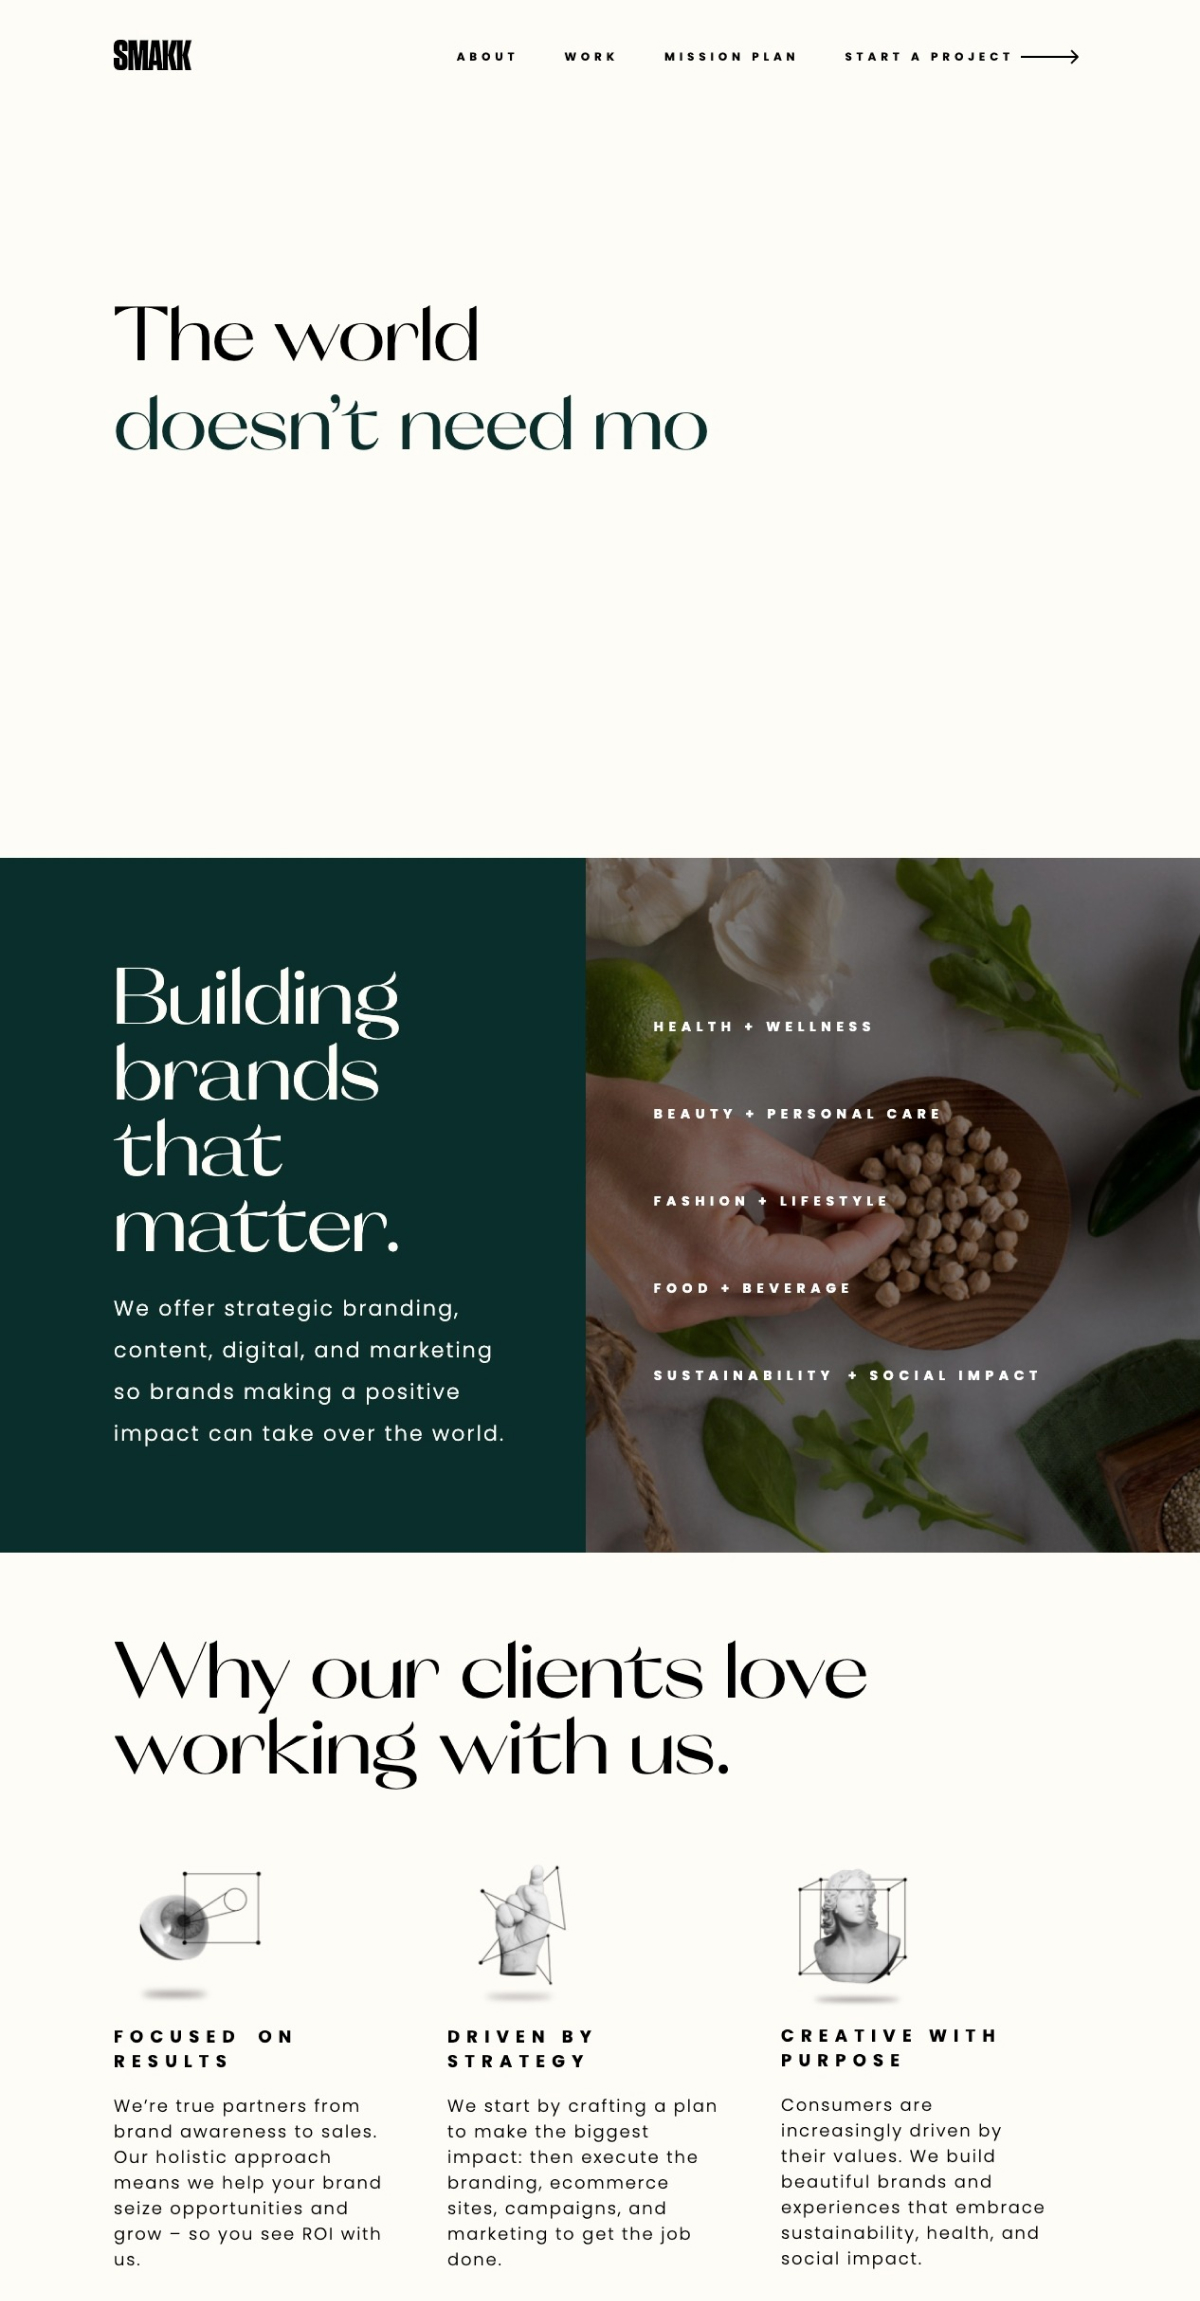 SMAKK
ABOUT WORK MISSION PLAN START A PROJECT
The world
doesn’t need mo
Building
brands
that
matter.
We offer strategic branding,
content, digital, and marketing
so brands making a positive
impact can take over the world.
HEALTH + WELLNESS
BEAUTY + PERSONAL CARE
FASHION + LIFESTYLE
FOOD + BEVERAGE
SUSTAINABILITY + SOCIAL IMPACT
Why our clients love
working with us.
FOCUSED ON
RESULTS
We’re true partners from
brand awareness to sales.
Our holistic approach
means we help your brand
seize opportunities and
grow – so you see ROI with
us.
DRIVEN BY
STRATEGY
We start by crafting a plan
to make the biggest
impact: then execute the
branding, ecommerce
sites, campaigns, and
marketing to get the job
done.
CREATIVE WITH
PURPOSE
Consumers are
increasingly driven by
their values. We build
beautiful brands and
experiences that embrace
sustainability, health, and
social impact.